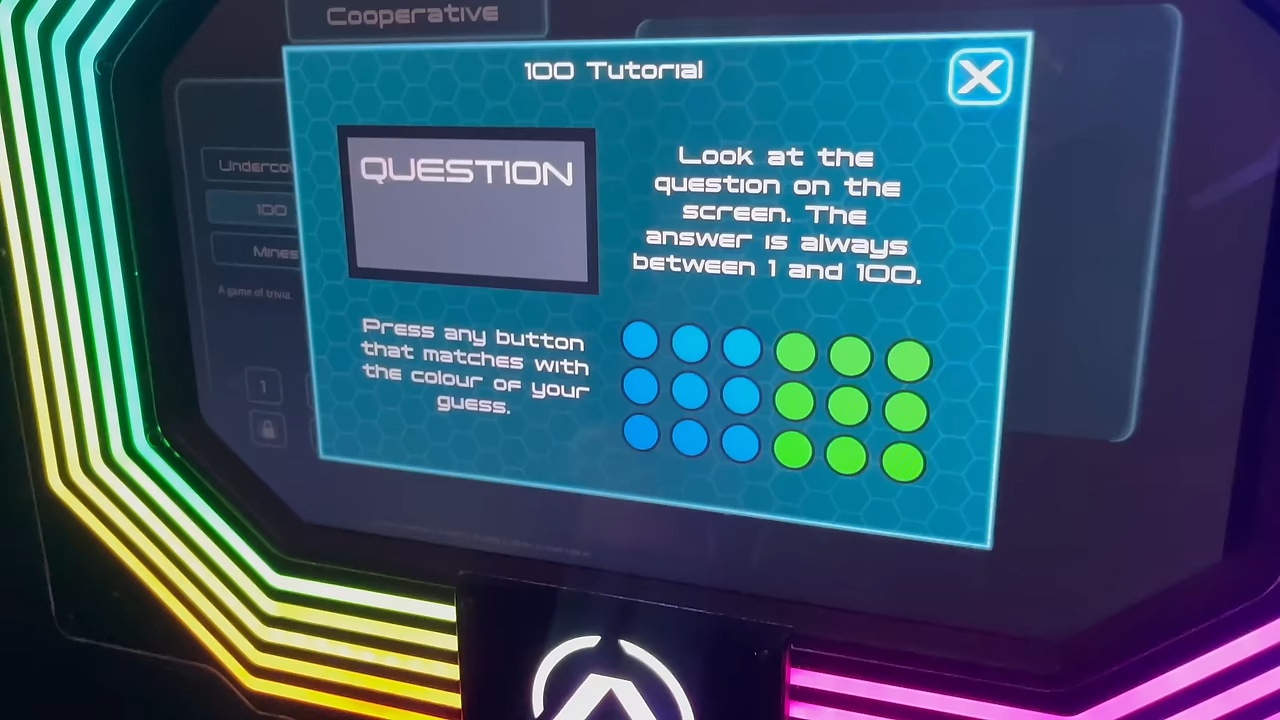 Cooperative
100 Tutorial
X
QUESTION
Look at the
question on the
screen. The
answer is always
between 1 and 100.
Press any button
that matches with
the colour of your
guess.
100
A game of trivia.
1